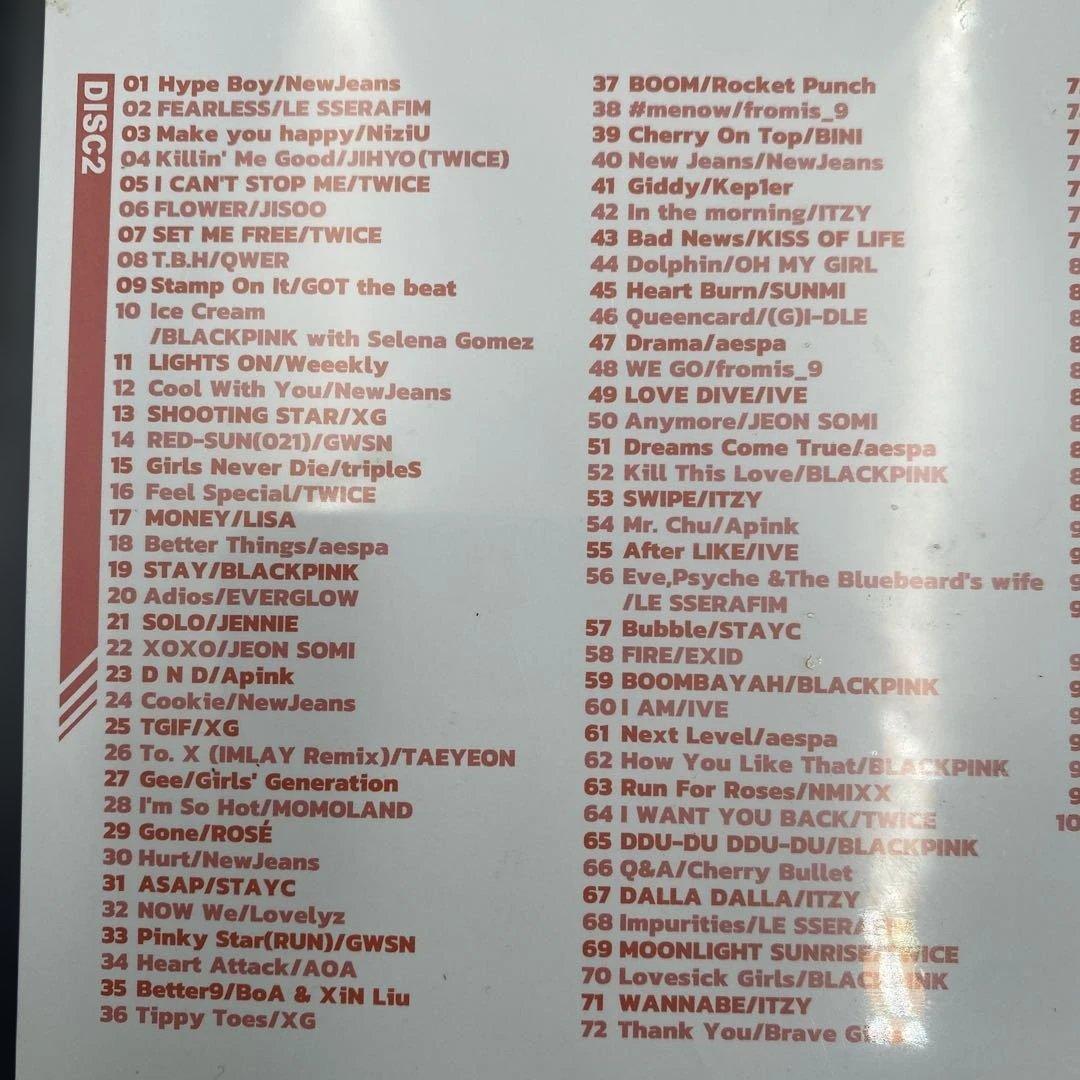 DISC2
01 Hype Boy/NewJeans
02 FEARLESS/LE SSERAFIM
03 Make you happy/NiziU
04 Killin' Me Good/JIHYO(TWICE)
05 I CAN'T STOP ME/TWICE
06 FLOWER/JISOO
07 SET ME FREE/TWICE
08 T.B.H/QWER
09 Stamp On It/GOT the beat
10 Ice Cream
/BLACKPINK with Selena Gomez
11 LIGHTS ON/Weeekly
12 Cool With You/NewJeans
13 SHOOTING STAR/XG
14 RED-SUN(021)/GWSN
15 Girls Never Die/tripleS
16 Feel Special/TWICE
17 MONEY/LISA
18 Better Things/aespa
19 STAY/BLACKPINK
20 Adios/EVERGLOW
21 SOLO/JENNIE
22 XOXO/JEON SOMI
23 D N D/Apink
24 Cookie/NewJeans
25 TGIF/XG
26 To. X (IMLAY Remix)/TAEYEON
27 Gee/Girls' Generation
28 I'm So Hot/MOMOLAND
29 Gone/ROSÉ
30 Hurt/NewJeans
31 ASAP/STAYC
32 NOW We/Lovelyz
33 Pinky Star(RUN)/GWSN
34 Heart Attack/AOA
35 Better9/BoA & XiN Liu
36 Tippy Toes/XG
37 BOOM/Rocket Punch
38 #menow/fromis_9
39 Cherry On Top/BINI
40 New Jeans/NewJeans
41 Giddy/Kep1er
42 In the morning/ITZY
43 Bad News/KISS OF LIFE
44 Dolphin/OH MY GIRL
45 Heart Burn/SUNMI
46 Queencard/(G)I-DLE
47 Drama/aespa
48 WE GO/fromis_9
49 LOVE DIVE/IVE
50 Anymore/JEON SOMI
51 Dreams Come True/aespa
52 Kill This Love/BLACKPINK
53 SWIPE/ITZY
54 Mr. Chu/Apink
55 After LIKE/IVE
56 Eve,Psyche &The Bluebeard's wife
/LE SSERAFIM
57 Bubble/STAYC
58 FIRE/EXID
59 BOOMBAYAH/BLACKPINK
60 I AM/IVE
61 Next Level/aespa
62 How You Like That/BLACKPINK
63 Run For Roses/NMIXX
64 I WANT YOU BACK/TWICE
65 DDU-DU DDU-DU/BLACKPINK
66 Q&A/Cherry Bullet
67 DALLA DALLA/ITZY
68 Impurities/LE
69 MOONLIGHT SUNRISE/TWICE
70 Lovesick Girls/BLACKPINK
71 WANNABE/ITZY
72 Thank You/Brave